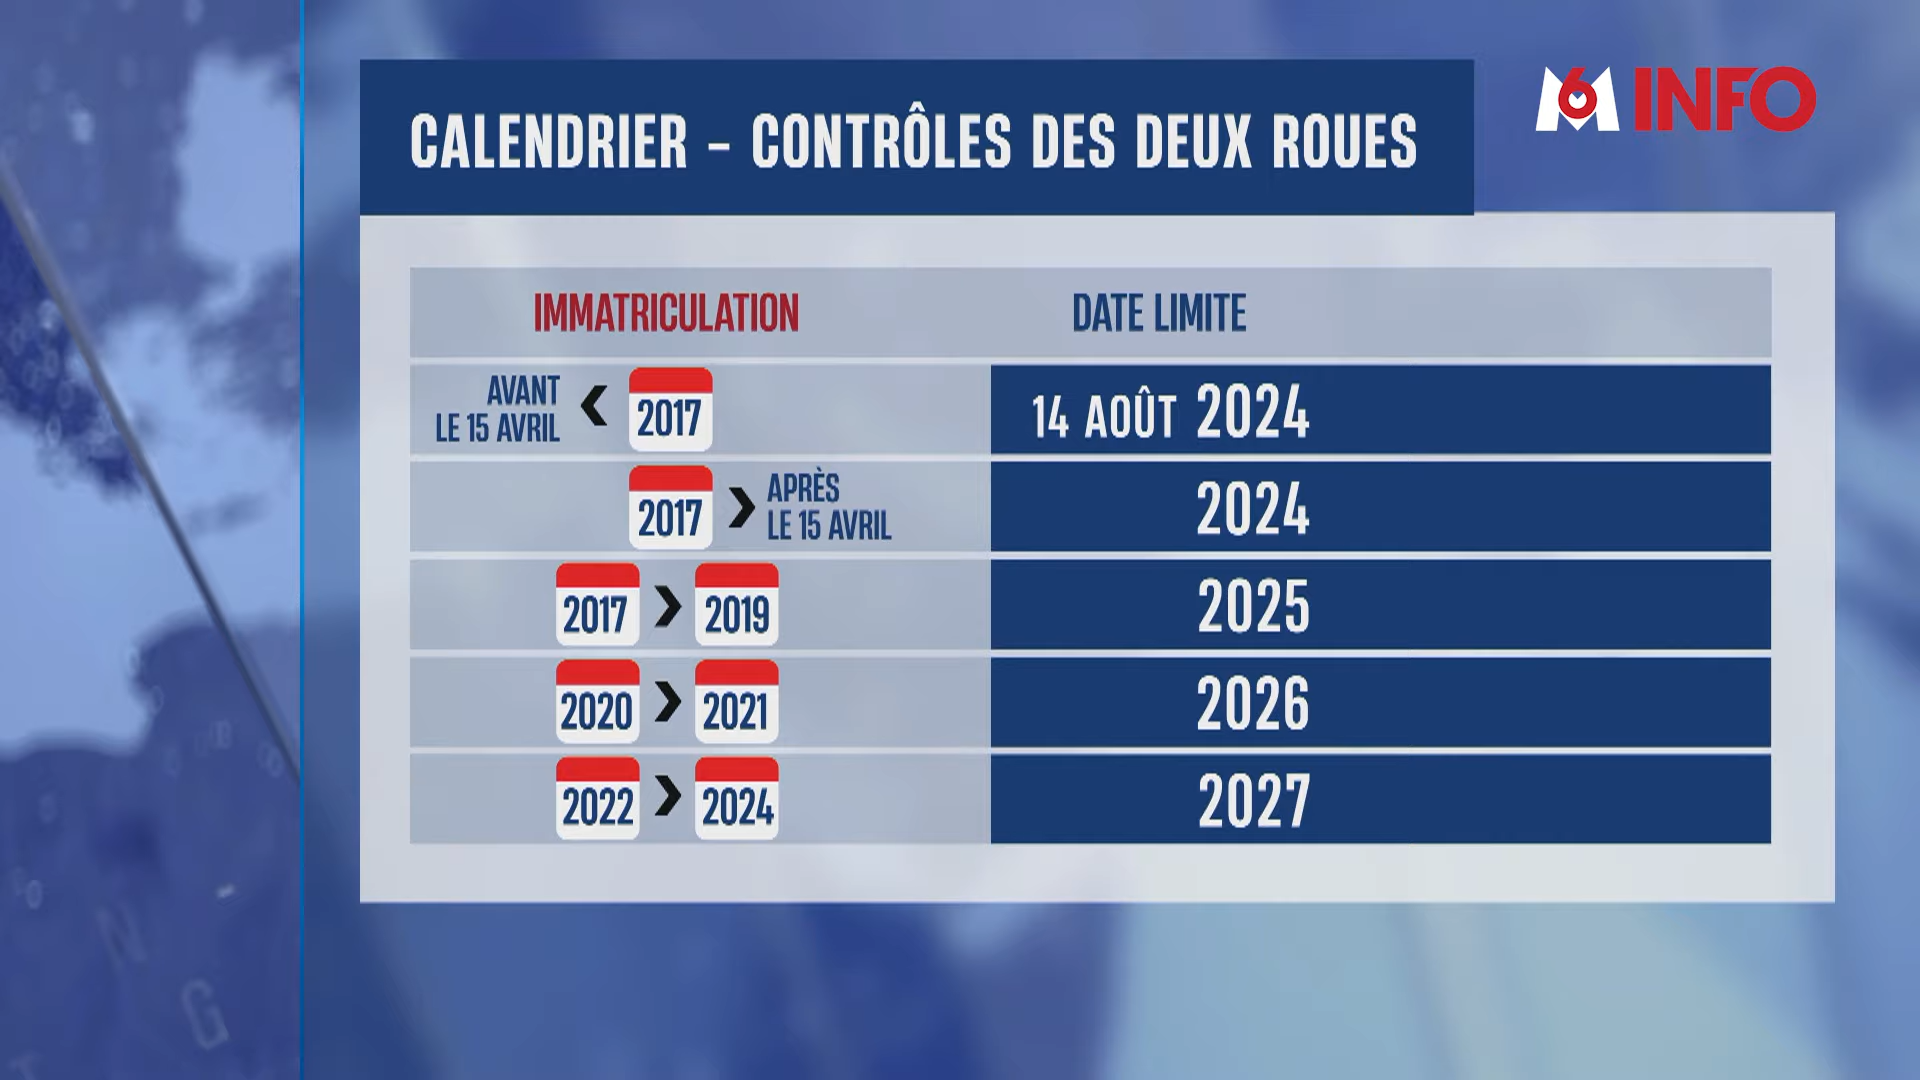 M6 INFO
CALENDRIER – CONTRÔLES DES DEUX ROUES
IMMATRICULATION DATE LIMITE
AVANT
LE 15 AVRIL < 2017 14 AOÛT 2024
2017 > APRÈS
LE 15 AVRIL 2024
2017 > 2019 2025
2020 > 2021 2026
2022 > 2024 2027
N
G